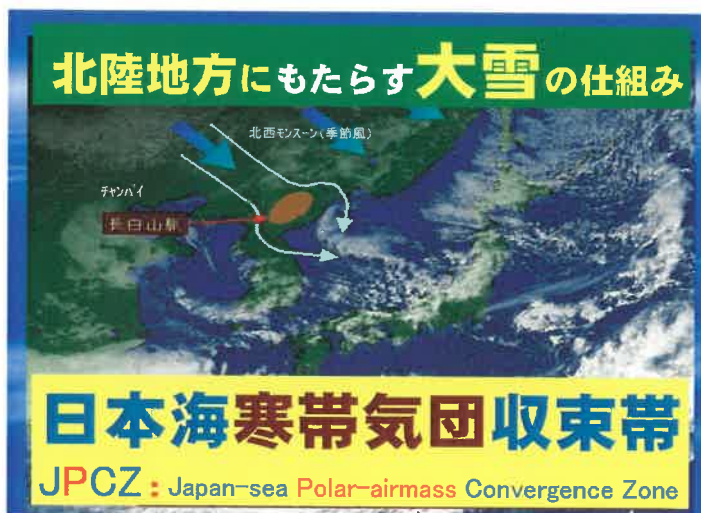 北陸地方にもたらす大雪の仕組み
北西モンスーン(季節風)
チャンパイ
長白山脈
日本海寒帯気団収束帯
JPCZ : Japan-sea Polar-airmass Convergence Zone